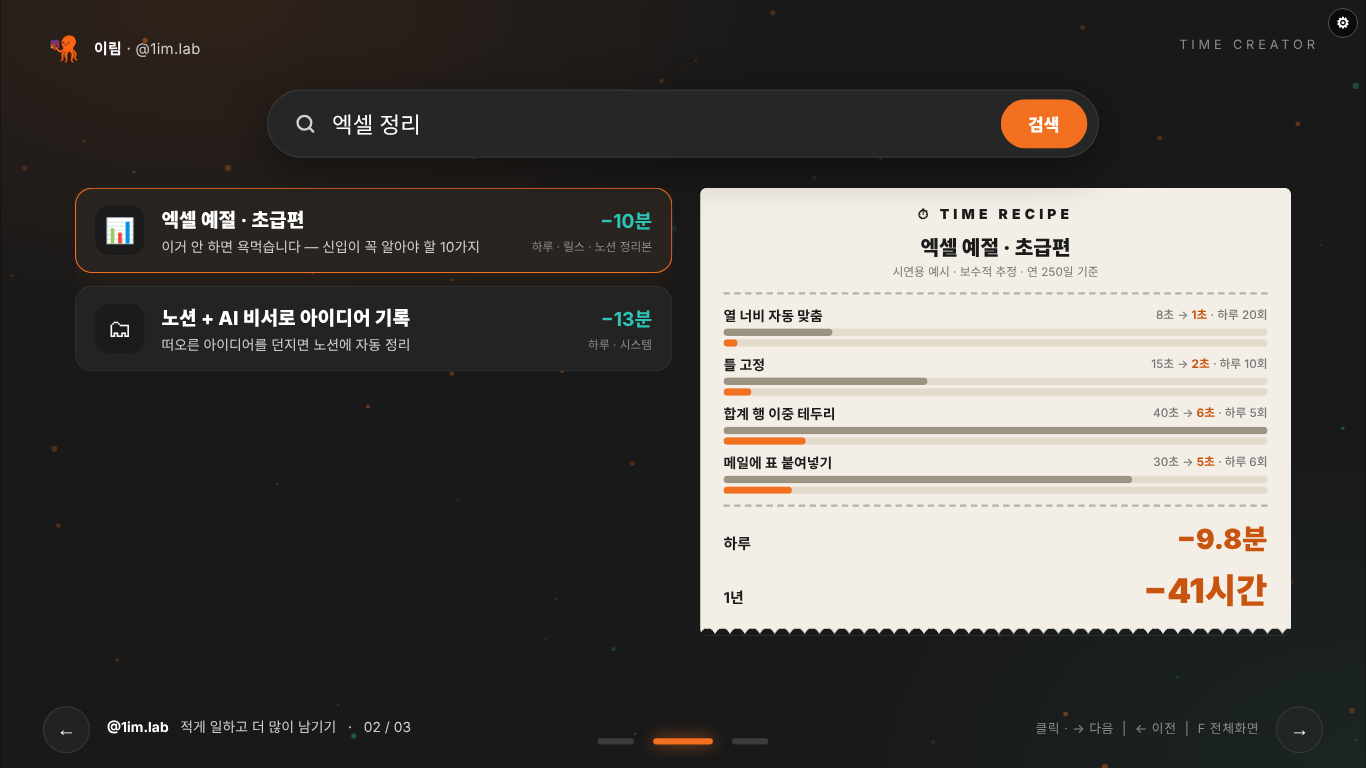 이림 · @1im.lab
TIME CREATOR
엑셀 정리
검색
엑셀 예절 · 초급편
이거 안 하면 욕먹습니다 — 신입이 꼭 알아야 할 10가지
−10분
하루 · 릴스 · 노션 정리본
노션 + AI 비서로 아이디어 기록
떠오른 아이디어를 던지면 노션에 자동 정리
−13분
하루 · 시스템
⏱ TIME RECIPE
엑셀 예절 · 초급편
시연용 예시 · 보수적 추정 · 연 250일 기준
열 너비 자동 맞춤 8초 → 1초 · 하루 20회
틀 고정 15초 → 2초 · 하루 10회
합계 행 이중 테두리 40초 → 6초 · 하루 5회
메일에 표 붙여넣기 30초 → 5초 · 하루 6회
하루 −9.8분
1년 −41시간
← @1im.lab 적게 일하고 더 많이 남기기 · 02 / 03
클릭 · → 다음 | ← 이전 | F 전체화면 →